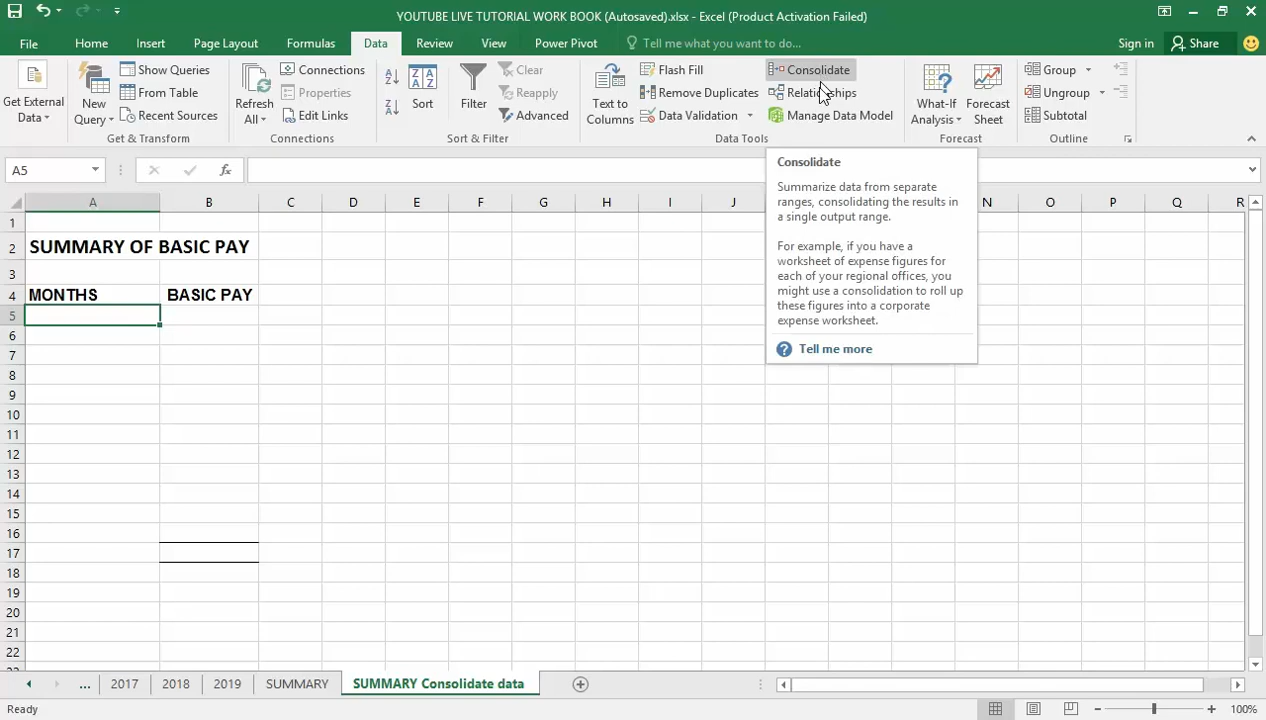 YOUTUBE LIVE TUTORIAL WORK BOOK (Autosaved).xlsx - Excel (Product Activation Failed)
File Home Insert Page Layout Formulas Data Review View Power Pivot Tell me what you want to do... Sign in Share
Get External Data
New Query
Show Queries
From Table
Recent Sources
Get & Transform
Refresh All
Connections
Properties
Edit Links
Connections
Sort
Filter
Clear
Reapply
Advanced
Sort & Filter
Text to Columns
Flash Fill
Remove Duplicates
Data Validation
Consolidate
Relationships
Manage Data Model
Data Tools
What-If Analysis
Forecast Sheet
Forecast
Group
Ungroup
Subtotal
Outline
A5
fx
Consolidate
Summarize data from separate
ranges, consolidating the results in
a single output range.
For example, if you have a
worksheet of expense figures for
each of your regional offices, you
might use a consolidation to roll up
these figures into a corporate
expense worksheet.
Tell me more
A B C D E F G H I J N O P Q R
1
2 SUMMARY OF BASIC PAY
3
4 MONTHS BASIC PAY
5
6
7
8
9
10
11
12
13
14
15
16
17
18
19
20
21
22
... 2017 2018 2019 SUMMARY SUMMARY Consolidate data
Ready 100%